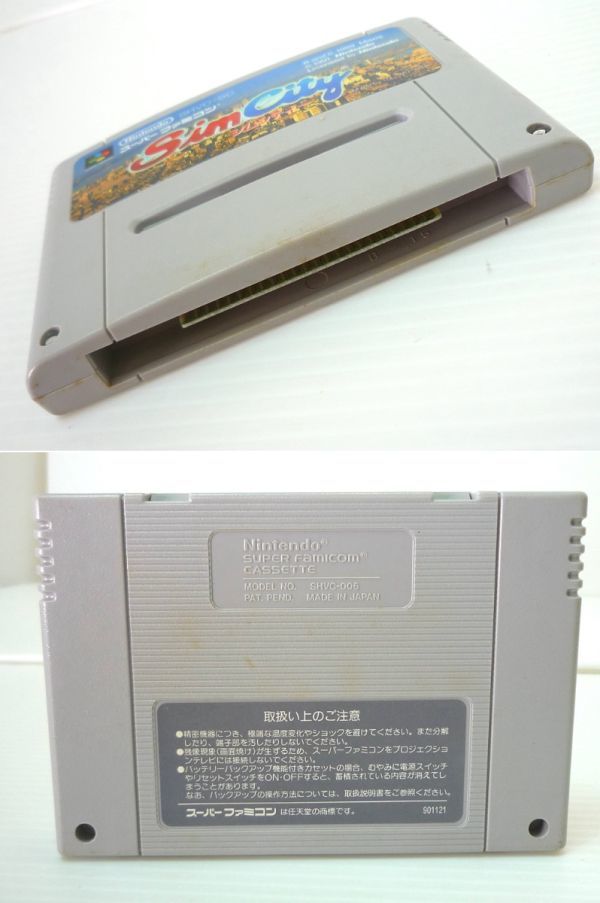 Nintendo
スーパーファミコン
Sim City
B 15
Nintendo®
SUPER FAMICOM®
CASSETTE
MODEL NO. SHVC-006
PAT. PEND. MADE IN JAPAN
取扱い上のご注意
●精密機器につき、極端な温度変化やショックを避けてください。また分解
したり、端子部を汚したりしないでください。
●残像現象(画面焼け)が生ずるため、スーパーファミコンをプロジェクショ
ンテレビには接続しないでください。
●バッテリーバックアップ機能付きカセットの場合、むやみに電源スイッチ
やリセットスイッチをON・OFFすると、蓄積されている内容が消えてし
まうことがあります。
なお、バックアップの操作方法については、取扱説明書をご参照ください。
スーパーファミコン は任天堂の商標です。 901121